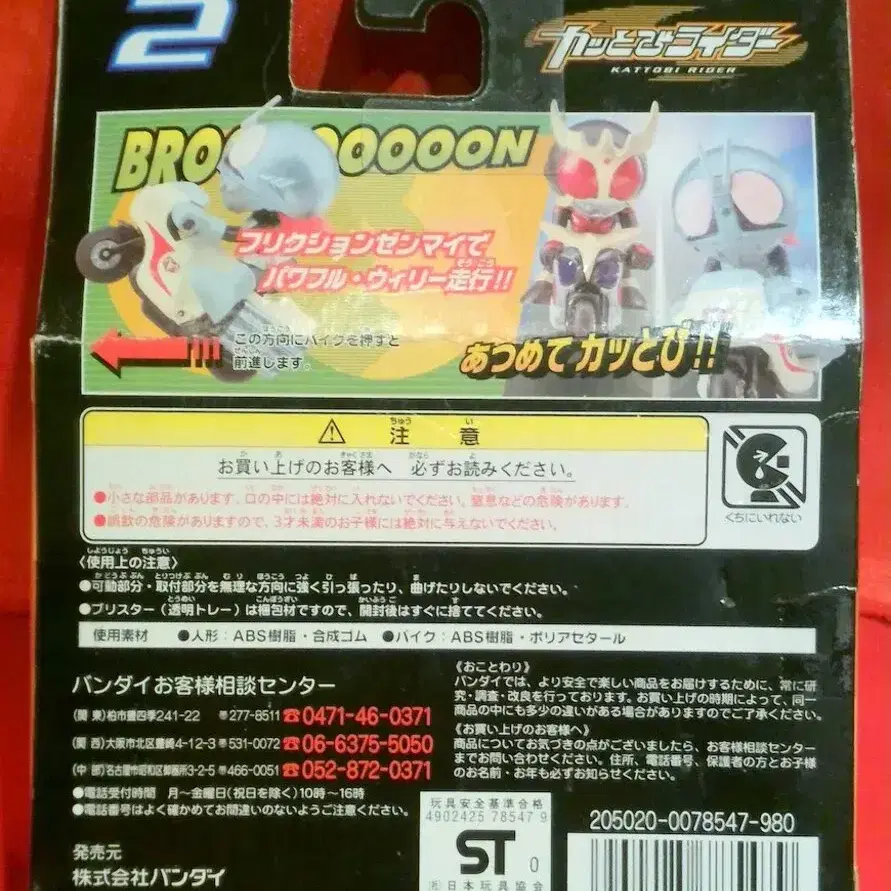 2
カッとびライダー
KATTOBI RIDER
フリクションゼンマイで
パワフル・ウィリー走行!!
この方向にバイクを押すと
前進します。
あつめて カッとび!!
注意
お買い上げのお客様へ 必ずお読みください。
●小さな部品があります、口の中には絶対に入れないでください。窒息などの危険があります。
●誤飲の危険がありますので、3才未満のお子様には絶対に与えないでください。
くちにいれない
〈使用上の注意〉
●可動部分・取付部分を無理な方向に強く引っ張ったり、曲げたりしないでください。
●ブリスター(透明トレー)は梱包材ですので、開封後はすぐに捨ててください。
使用素材 ●人形:ABS樹脂・合成ゴム ●バイク:ABS樹脂・ポリアセタール
バンダイお客様相談センター
(関 東)柏市豊四季241-22 〒277-8511 ☎0471-46-0371
(関 西)大阪市北区豊崎4-12-3 〒531-0072 ☎06-6375-5050
(中 部)名古屋市昭和区御器所3-2-5 〒466-0051 ☎052-872-0371
●電話受付時間 月〜金曜日(祝日を除く)10時〜16時
●電話番号はよく確かめてお間違いのないようご注意ください。
発売元
株式会社バンダイ
《おことわり》
バンダイでは、より安全で楽しい商品をお届けするために、常に研
究・調査・改良を行っております。お買い上げの時期によって、同一
商品の中にも多少の違いがある場合がありますのでご了承ください。
《お買い上げのお客様へ》
商品についてお気づきの点がございましたら、お客様相談センター
までお問い合わせください。住所、電話番号、保護者の方とお子様
のお名前・お年も必ずお知らせください。
玩具安全基準合格
4902425 78547 9
ST 0
日本玩具協会
205020-0078547-980